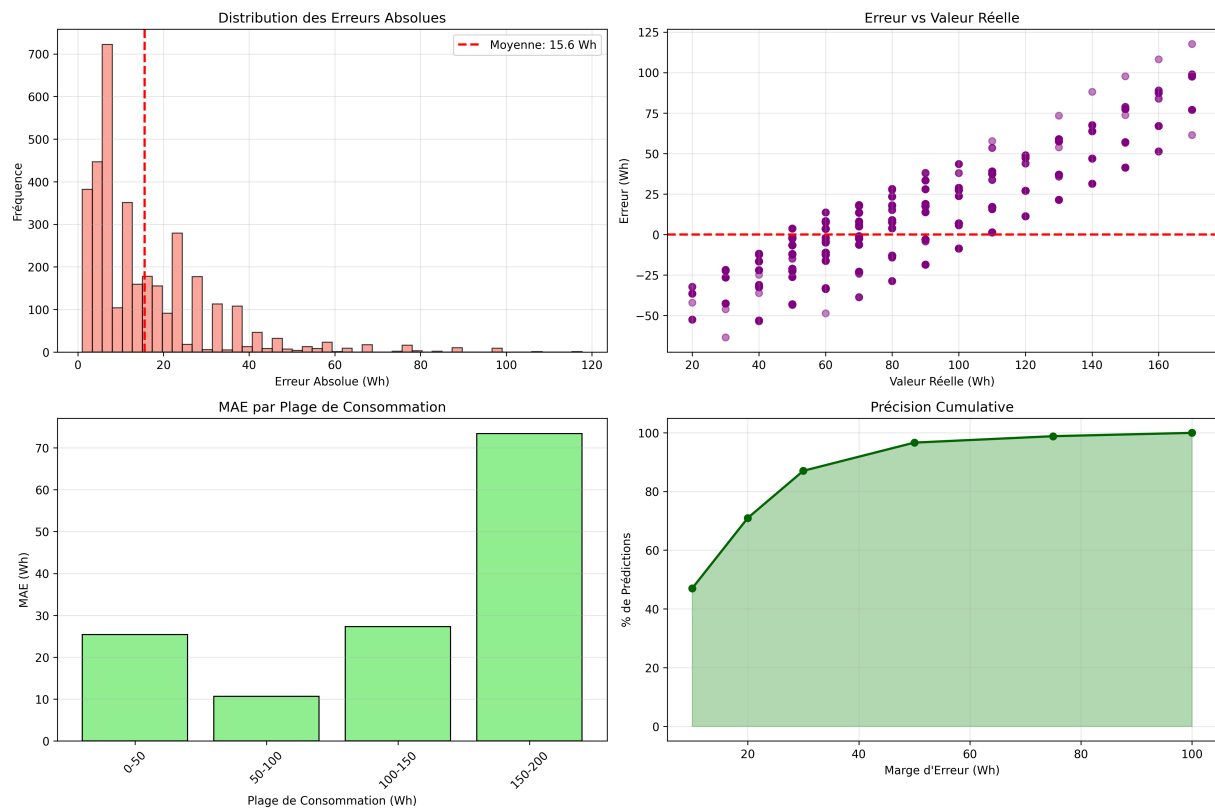 Distribution des Erreurs Absolues
Moyenne: 15.6 Wh
Fréquence
700
600
500
400
300
200
100
0
0 20 40 60 80 100 120
Erreur Absolue (Wh)
Erreur vs Valeur Réelle
Erreur (Wh)
125
100
75
50
25
0
−25
−50
20 40 60 80 100 120 140 160
Valeur Réelle (Wh)
MAE par Plage de Consommation
MAE (Wh)
70
60
50
40
30
20
10
0
0-50 50-100 100-150 150-200
Plage de Consommation (Wh)
Précision Cumulative
% de Prédictions
100
80
60
40
20
0
20 40 60 80 100
Marge d'Erreur (Wh)